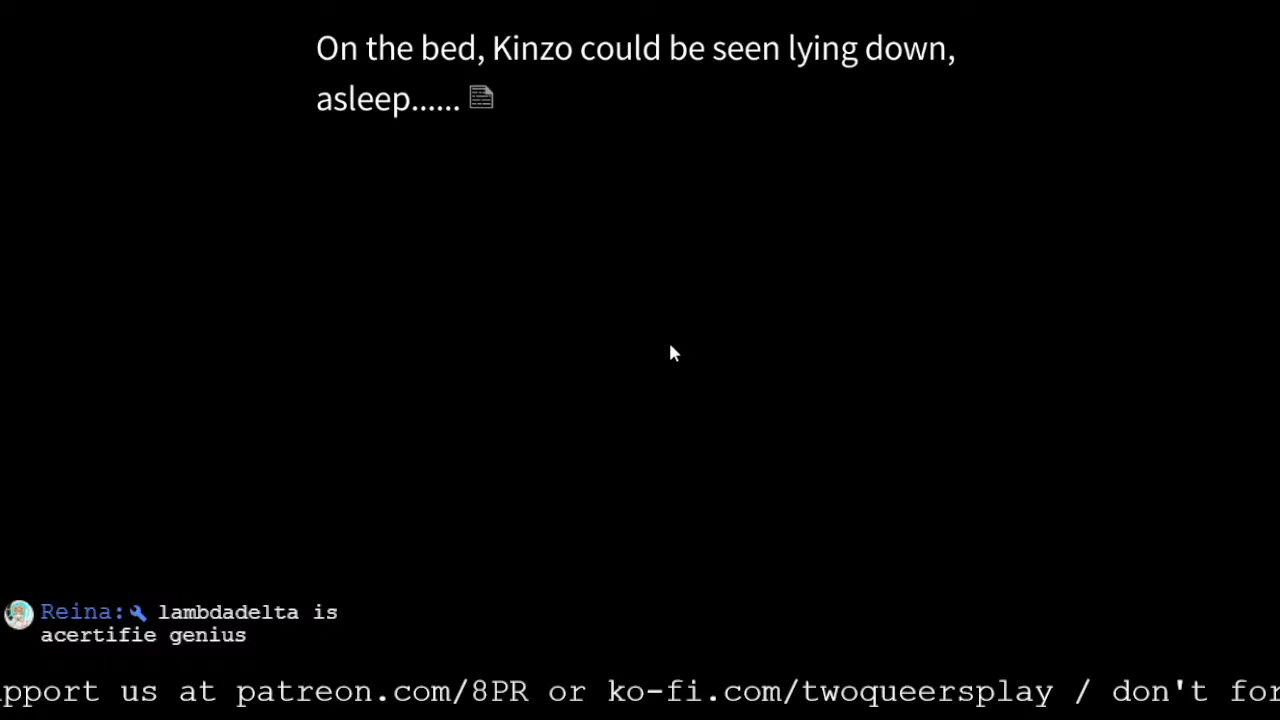 On the bed, Kinzo could be seen lying down,
asleep......
Reina: lambdadelta is
acertifie genius
pport us at patreon.com/8PR or ko-fi.com/twoqueersplay / don't for